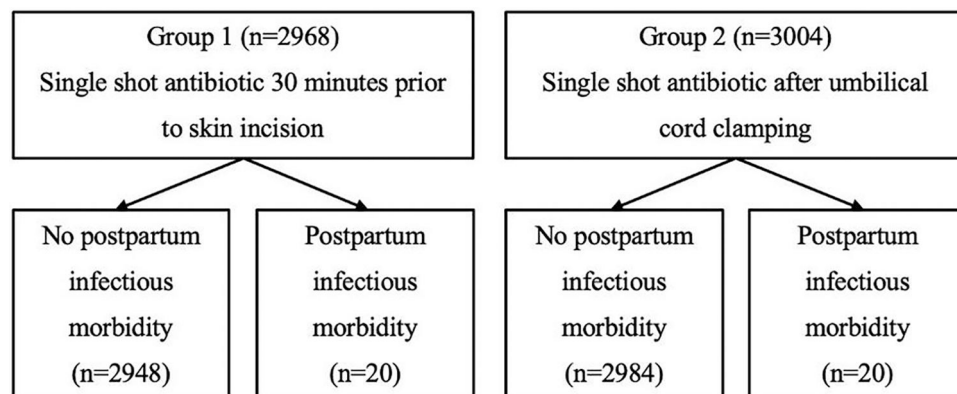 Group 1 (n=2968)
Single shot antibiotic 30 minutes prior
to skin incision
Group 2 (n=3004)
Single shot antibiotic after umbilical
cord clamping
No postpartum
infectious
morbidity
(n=2948)
Postpartum
infectious
morbidity
(n=20)
No postpartum
infectious
morbidity
(n=2984)
Postpartum
infectious
morbidity
(n=20)